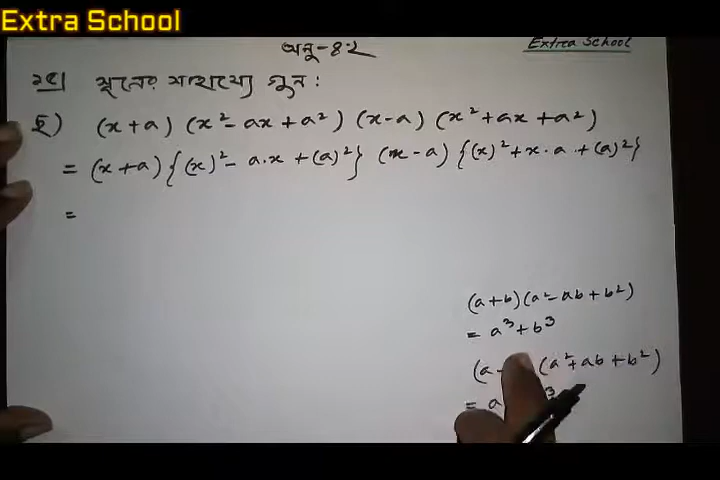 Extra School
অনু-৪.২
Extra School
২৫। সূত্রের সাহায্যে গুন :
ছ) (x+a) (x² - ax + a²) (x-a) (x² + ax + a²)
= (x+a) {(x)² - a.x + (a)²} (x-a) {(x)² + x.a + (a)²}
=
(a+b) (a² - ab + b²)
= a³ + b³
(a- (a² + ab + b²)
= a 3